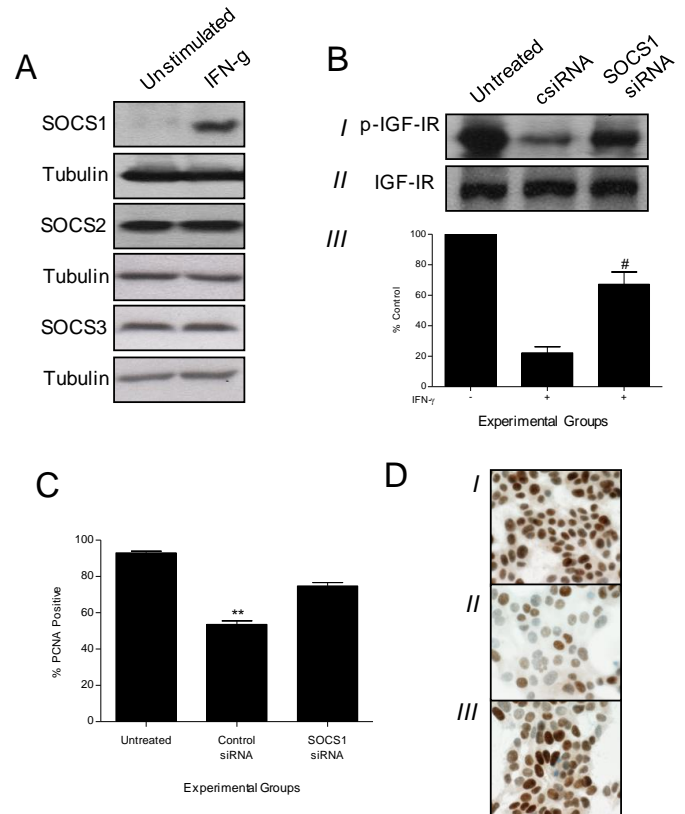 A
Unstimulated
IFN-g
SOCS1
Tubulin
SOCS2
Tubulin
SOCS3
Tubulin
B
Untreated
csiRNA
SOCS1
siRNA
I p-IGF-IR
II IGF-IR
III
100
80
60
40
20
0
% Control
#
IFN-γ - + +
Experimental Groups
C
100
80
60
40
20
0
% PCNA Positive
**
Untreated
Control
siRNA
SOCS1
siRNA
Experimental Groups
D
I
II
III